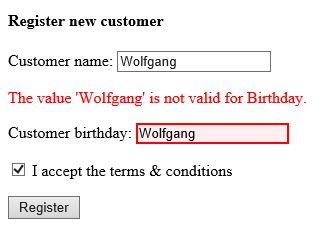 Register new customer
Customer name: Wolfgang
The value 'Wolfgang' is not valid for Birthday.
Customer birthday: Wolfgang
I accept the terms & conditions
Register